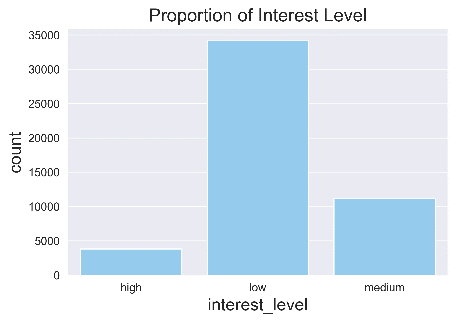 Proportion of Interest Level
35000
30000
25000
20000
15000
10000
5000
0
count
high low medium
interest_level